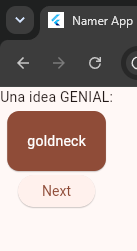 Namer App
Una idea GENIAL:
goldneck
Next